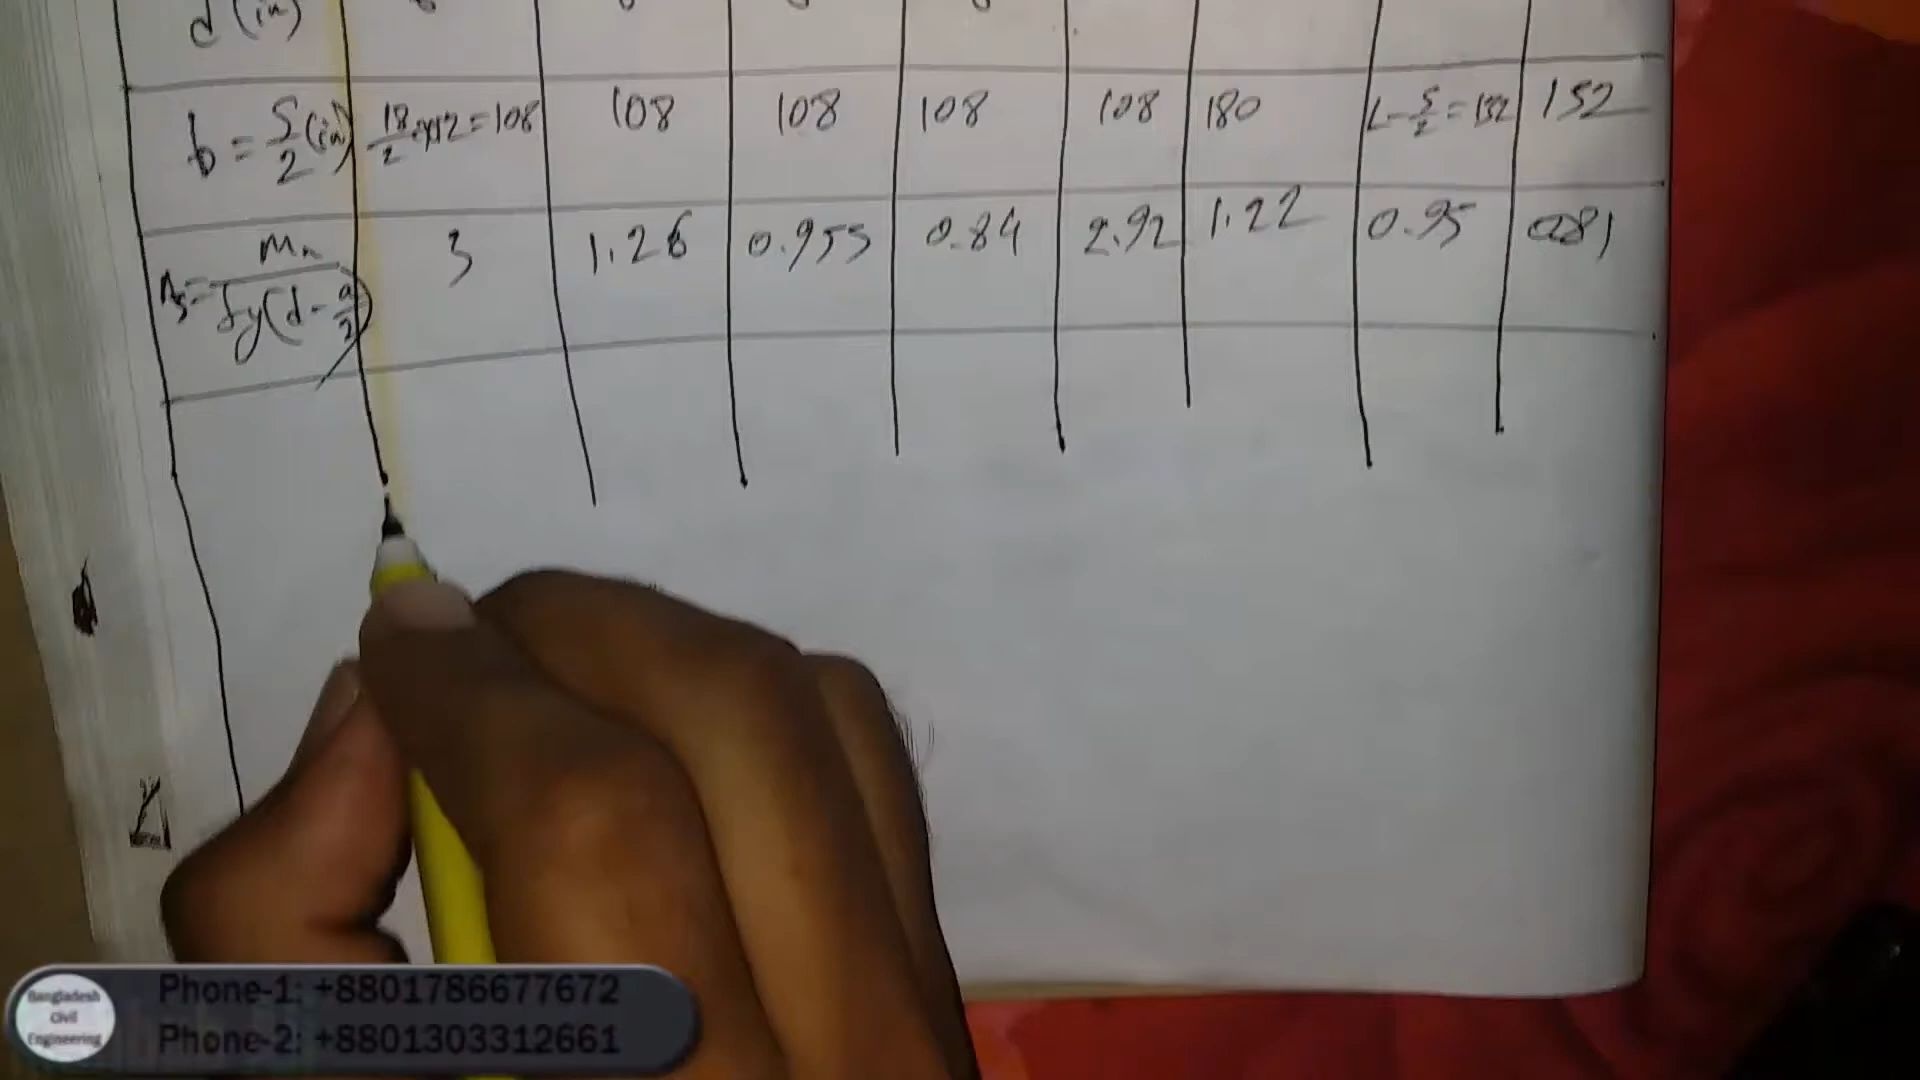 d (in)
b = S/2 (in) 18/2 × 12 = 108 108 108 108 108 180 L - S/2 = 132 132
As = Mn / fy(d - a/2) 3 1.26 0.955 0.84 2.92 1.22 0.95 0.81
Bangladesh
Civil
Engineering
Phone-1: +8801786677672
Phone-2: +8801303312661